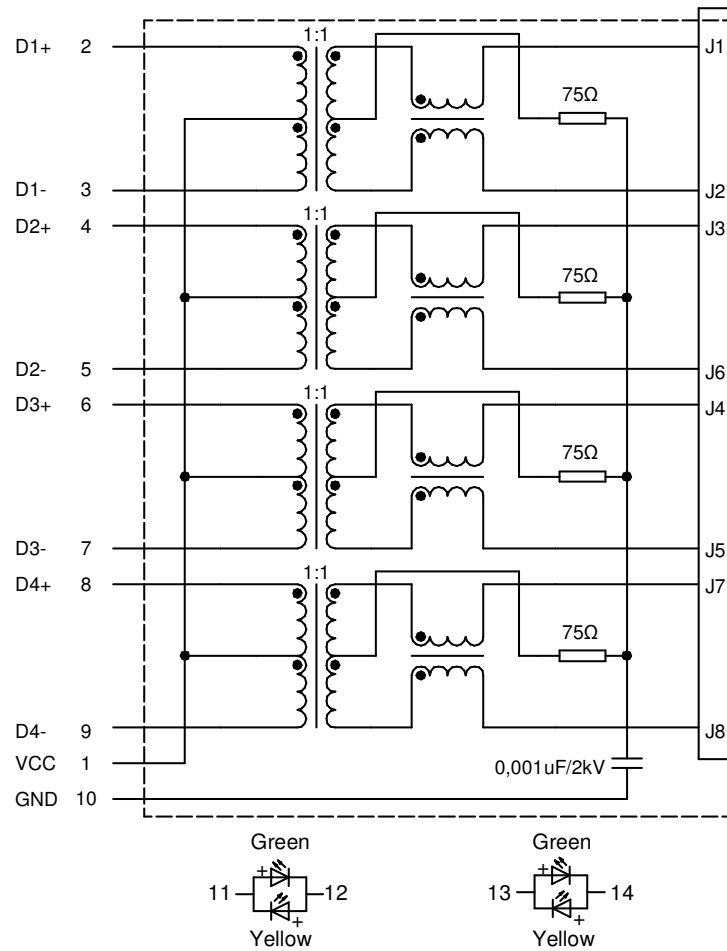 1:1
D1+ 2 J1
75Ω
D1- 3 J2
D2+ 4 1:1 J3
75Ω
D2- 5 J6
1:1
D3+ 6 J4
75Ω
D3- 7 J5
1:1
D4+ 8 J7
75Ω
D4- 9 J8
VCC 1 0,001uF/2kV
GND 10
Green Green
+ +
11 12 13 14
+ +
Yellow Yellow